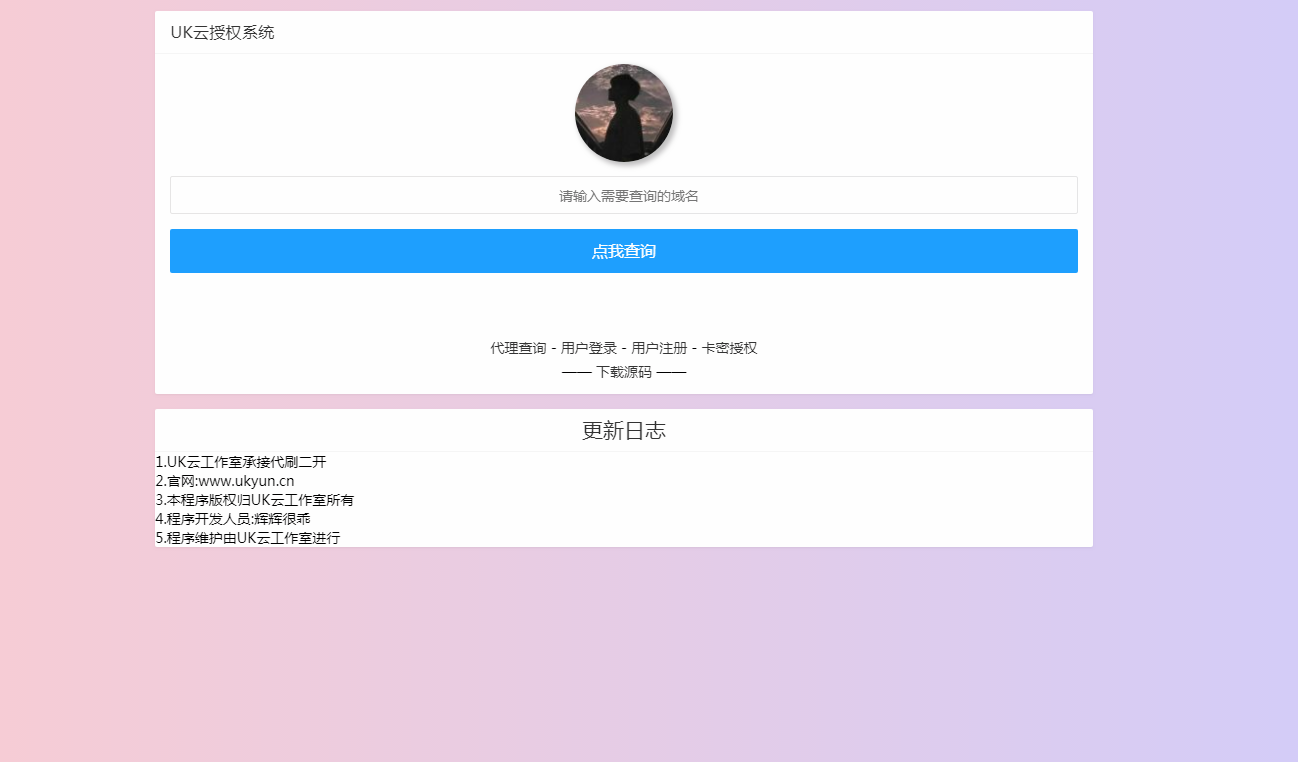 UK云授权系统
请输入需要查询的域名
点我查询
代理查询 - 用户登录 - 用户注册 - 卡密授权
—— 下载源码 ——
更新日志
1.UK云工作室承接代刷二开
2.官网:www.ukyun.cn
3.本程序版权归UK云工作室所有
4.程序开发人员:辉辉很乖
5.程序维护由UK云工作室进行